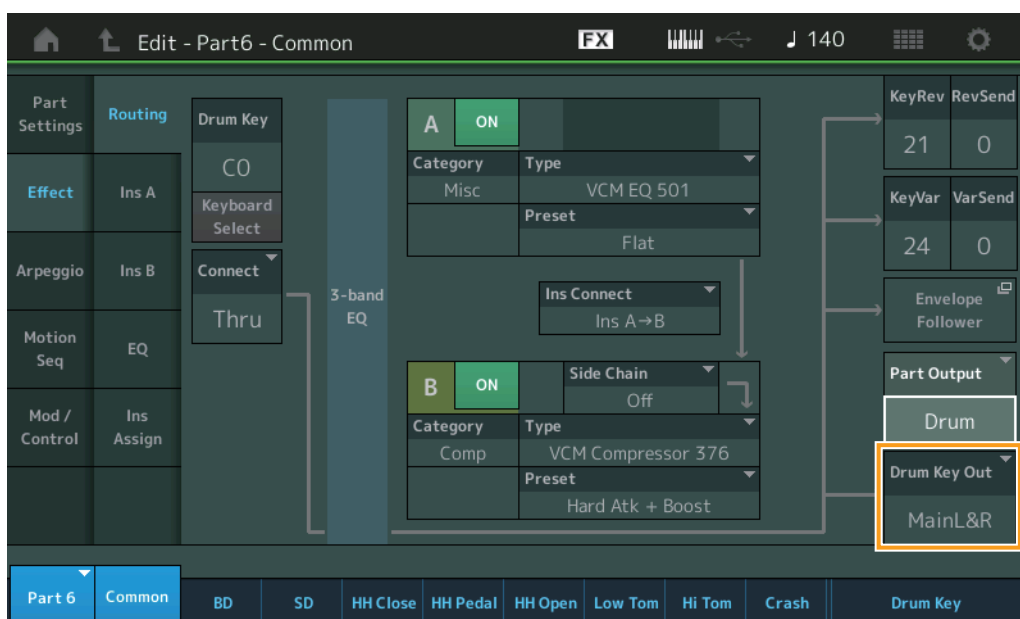 Edit - Part6 - Common
FX
♩ 140
Part
Settings
Effect
Arpeggio
Motion
Seq
Mod /
Control
Routing
Ins A
Ins B
EQ
Ins
Assign
Drum Key
C0
Keyboard
Select
Connect
Thru
3-band
EQ
A
ON
Category
Misc
Type
VCM EQ 501
Preset
Flat
Ins Connect
Ins A→B
B
ON
Side Chain
Off
Category
Comp
Type
VCM Compressor 376
Preset
Hard Atk + Boost
KeyRev
RevSend
21
0
KeyVar
VarSend
24
0
Envelope
Follower
Part Output
Drum
Drum Key Out
MainL&R
Part 6
Common
BD
SD
HH Close
HH Pedal
HH Open
Low Tom
Hi Tom
Crash
Drum Key